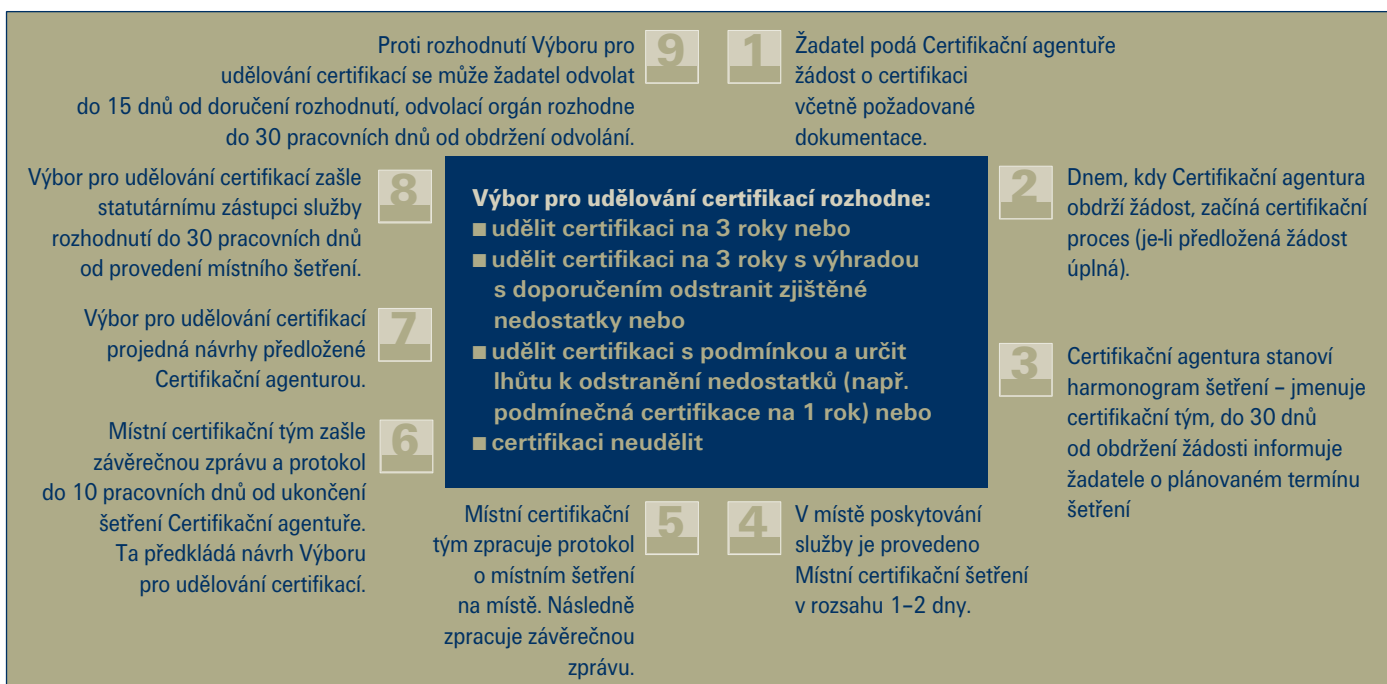 1
Žadatel podá Certifikační agentuře
žádost o certifikaci
včetně požadované
dokumentace.
2
Dnem, kdy Certifikační agentura
obdrží žádost, začíná certifikační
proces (je-li předložená žádost
úplná).
3
Certifikační agentura stanoví
harmonogram šetření – jmenuje
certifikační tým, do 30 dnů
od obdržení žádosti informuje
žadatele o plánovaném termínu
šetření
4
V místě poskytování
služby je provedeno
Místní certifikační šetření
v rozsahu 1–2 dny.
5
Místní certifikační
tým zpracuje protokol
o místním šetření
na místě. Následně
zpracuje závěrečnou
zprávu.
6
Místní certifikační tým zašle
závěrečnou zprávu a protokol
do 10 pracovních dnů od ukončení
šetření Certifikační agentuře.
Ta předkládá návrh Výboru
pro udělování certifikací.
7
Výbor pro udělování certifikací
projedná návrhy předložené
Certifikační agenturou.
8
Výbor pro udělování certifikací zašle
statutárnímu zástupci služby
rozhodnutí do 30 pracovních dnů
od provedení místního šetření.
9
Proti rozhodnutí Výboru pro
udělování certifikací se může žadatel odvolat
do 15 dnů od doručení rozhodnutí, odvolací orgán rozhodne
do 30 pracovních dnů od obdržení odvolání.
Výbor pro udělování certifikací rozhodne:
■ udělit certifikaci na 3 roky nebo
■ udělit certifikaci na 3 roky s výhradou
s doporučením odstranit zjištěné
nedostatky nebo
■ udělit certifikaci s podmínkou a určit
lhůtu k odstranění nedostatků (např.
podmínečná certifikace na 1 rok) nebo
■ certifikaci neudělit